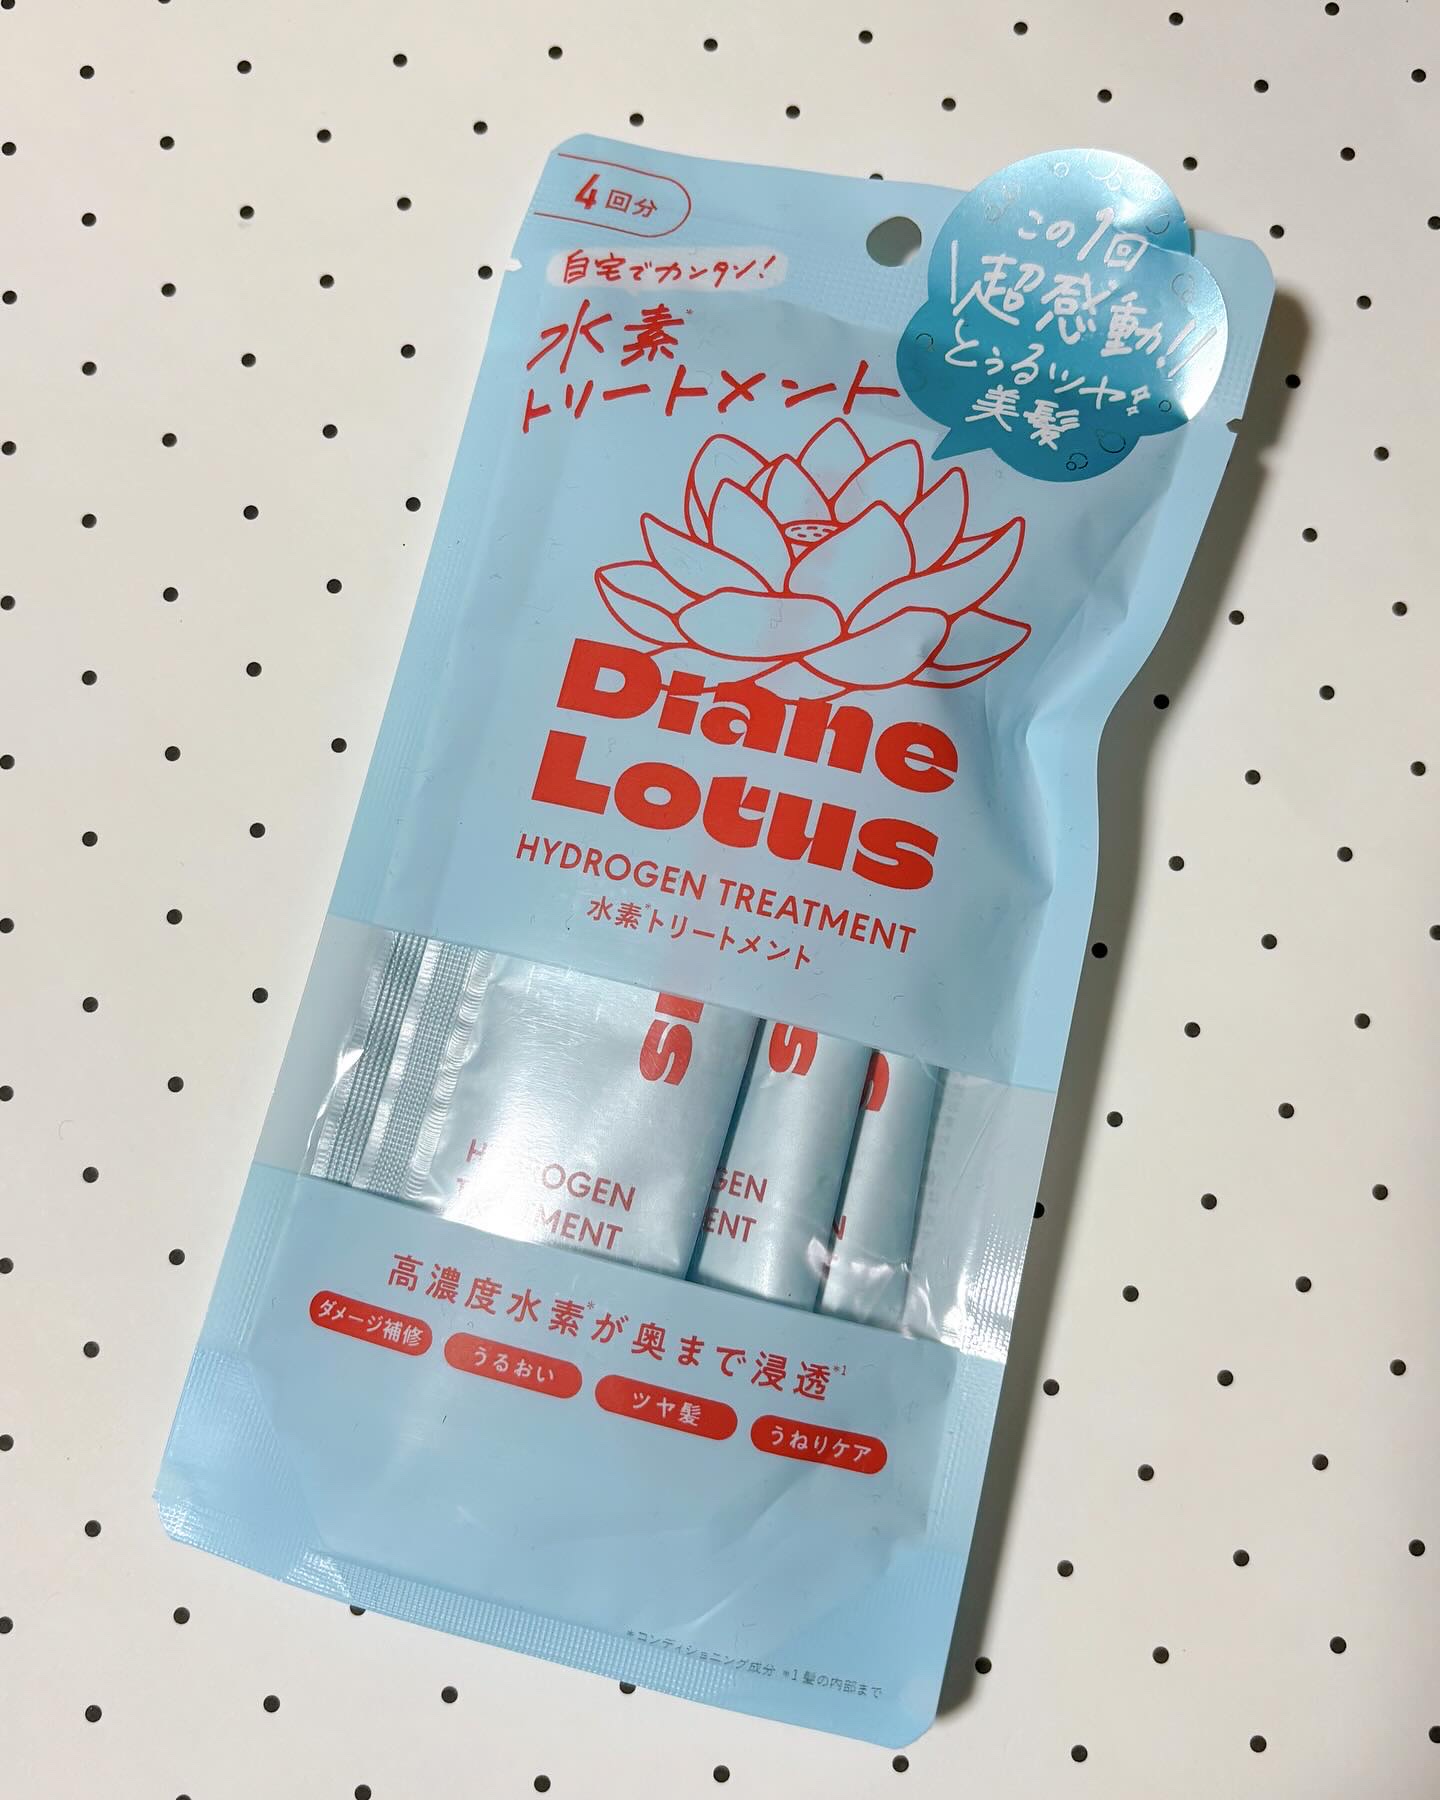 4回分
自宅でカンタン!
水素*
トリートメント
この1回
\超感動!!/
とぅるツヤ
美髪
Diane
Lotus
HYDROGEN TREATMENT
水素*トリートメント
S
S
HYDROGEN
TREATMENT
GEN
ENT
N
高濃度水素*が奥まで浸透*1
ダメージ補修
うるおい
ツヤ髪
うねりケア
*コンディショニング成分 *1 髪の内部まで